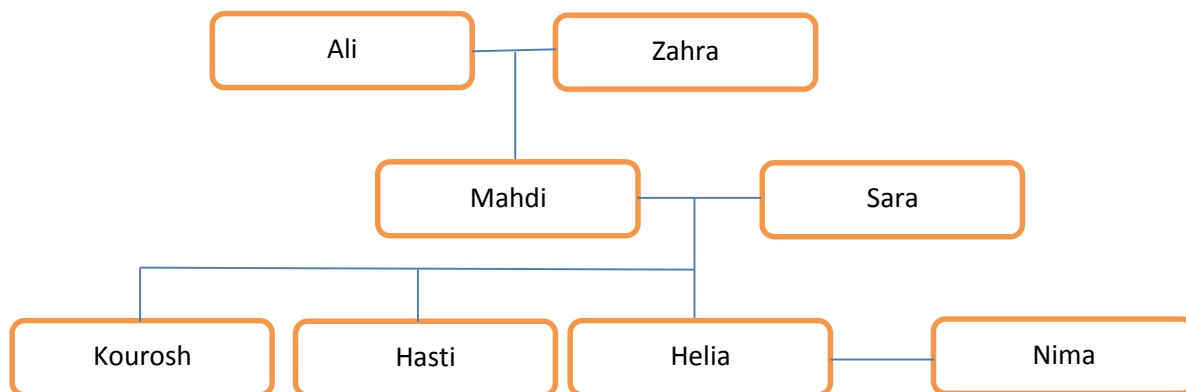 Ali
Zahra
Mahdi
Sara
Kourosh
Hasti
Helia
Nima